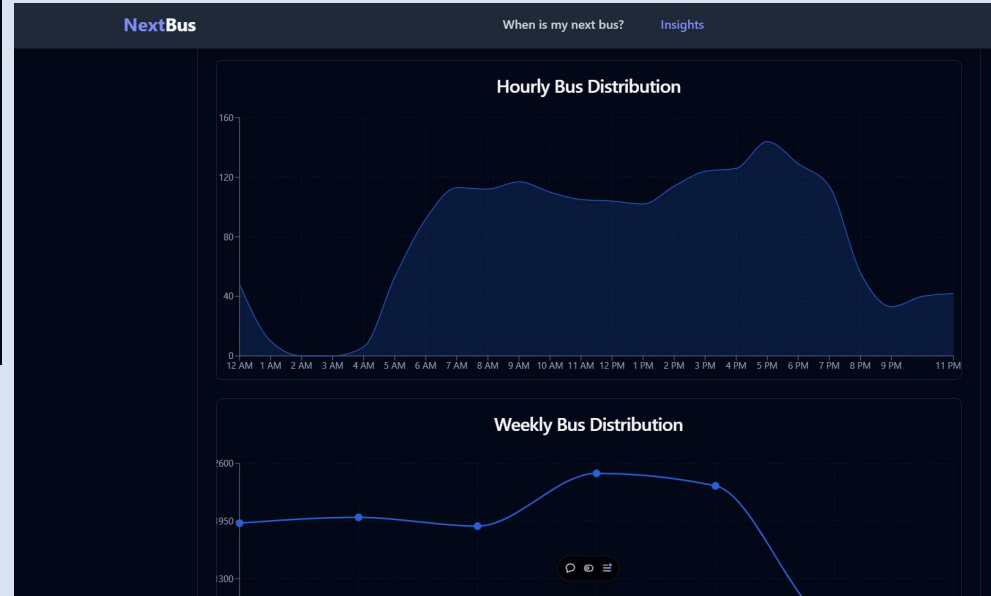 NextBus
When is my next bus?
Insights
Hourly Bus Distribution
160
120
80
40
0
12 AM 1 AM 2 AM 3 AM 4 AM 5 AM 6 AM 7 AM 8 AM 9 AM 10 AM 11 AM 12 PM 1 PM 2 PM 3 PM 4 PM 5 PM 6 PM 7 PM 8 PM 9 PM 11 PM
Weekly Bus Distribution
2600
1950
1300